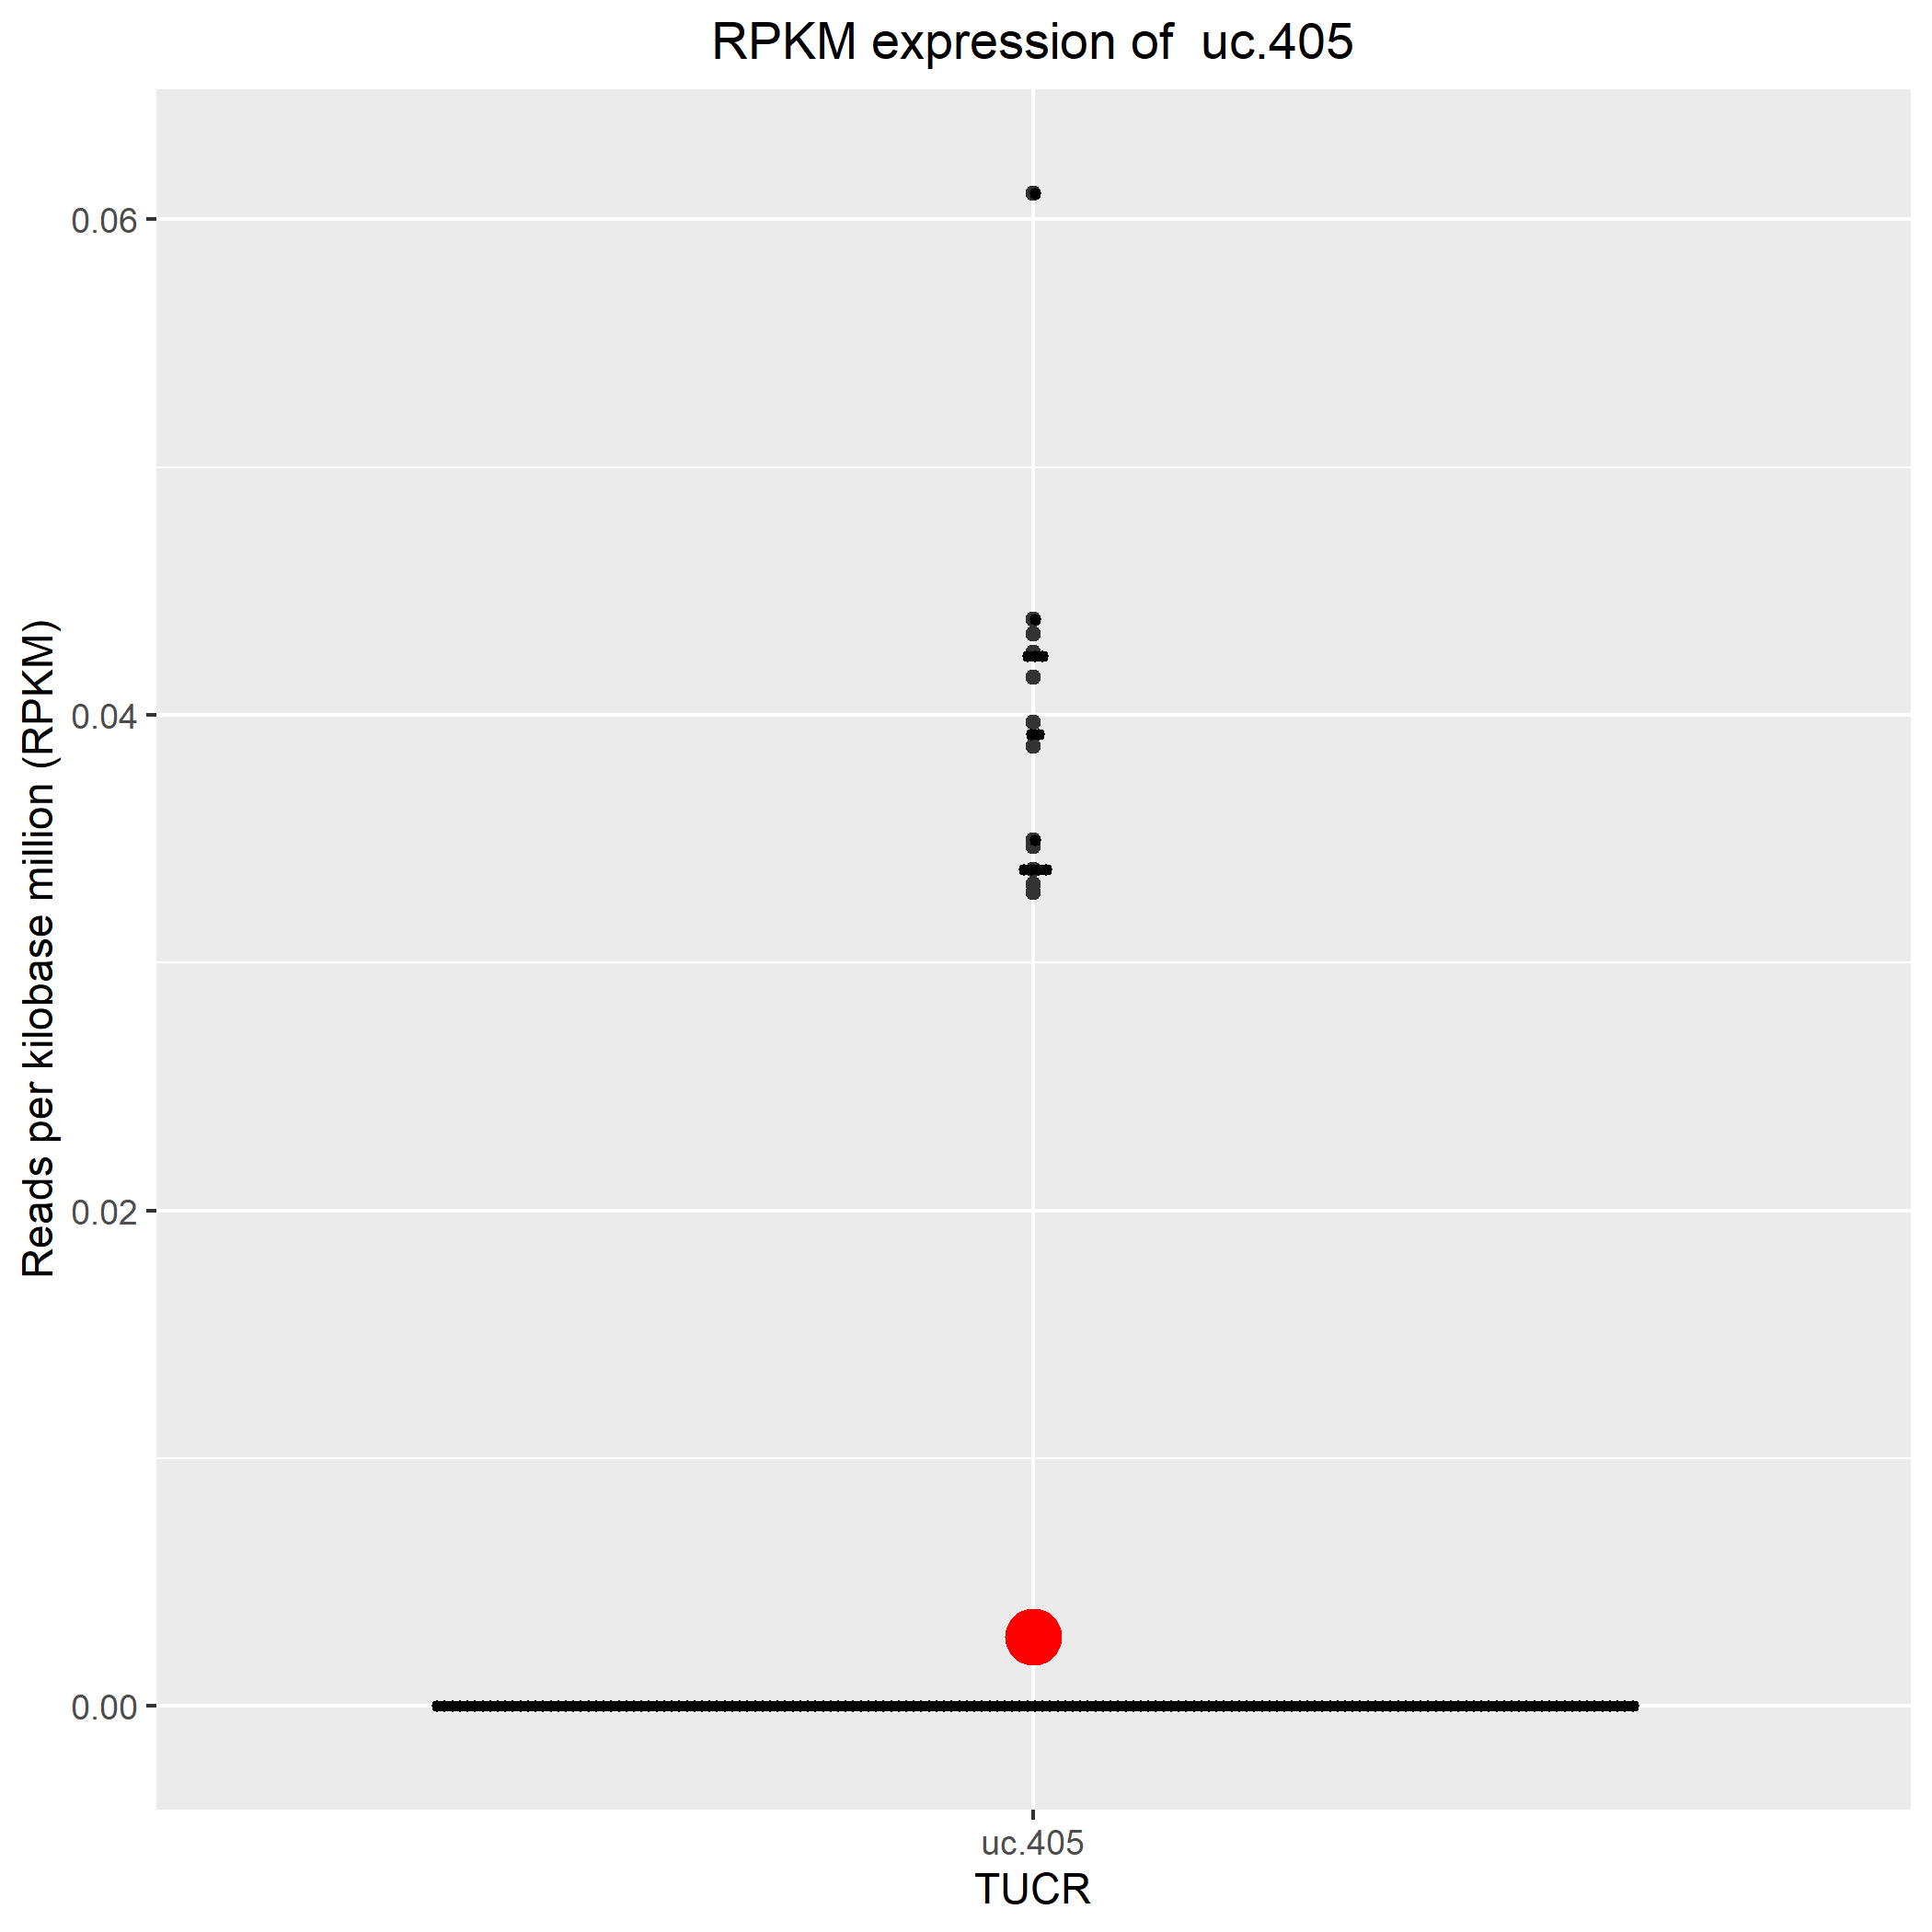 RPKM expression of  uc.405
Reads per kilobase million (RPKM)
0.06
0.04
0.02
0.00
uc.405
TUCR